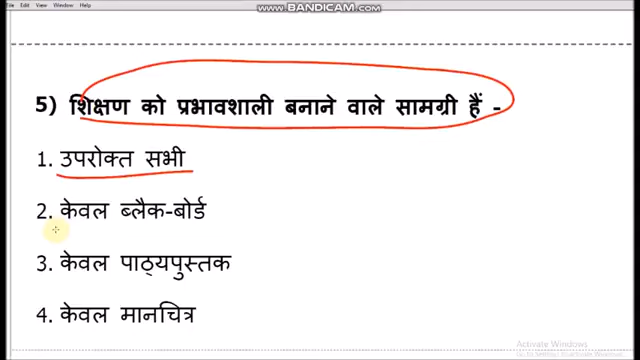 File Edit View Window Help
WWW.BANDICAM.COM
5) शिक्षण को प्रभावशाली बनाने वाले सामग्री हैं -
1. उपरोक्त सभी
2. केवल ब्लैक-बोर्ड
3. केवल पाठ्यपुस्तक
4. केवल मानचित्र
Activate Windows